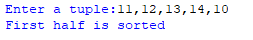 Enter a tuple:11,12,13,14,10
First half is sorted